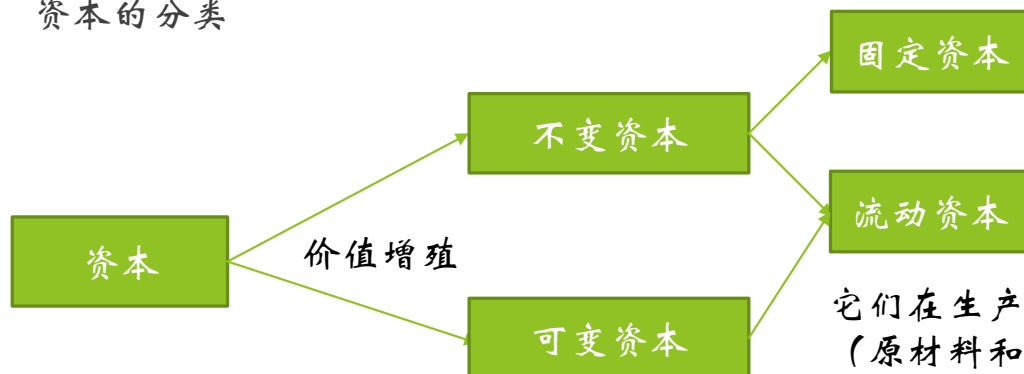 资本的分类
固定资本
不变资本
流动资本
资本
价值增殖
可变资本
它们在生产
（原材料和